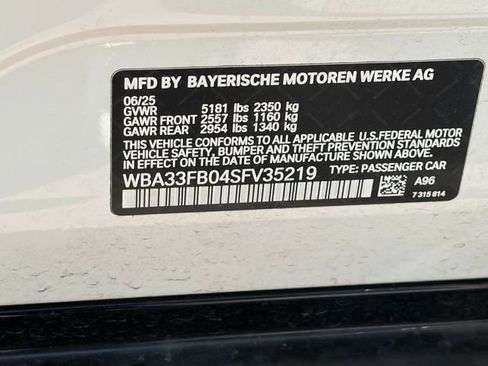 MFD BY BAYERISCHE MOTOREN WERKE AG
06/25
GVWR 5181 lbs 2350 kg
GAWR FRONT 2557 lbs 1160 kg
GAWR REAR 2954 lbs 1340 kg
THIS VEHICLE CONFORMS TO ALL APPLICABLE U.S.FEDERAL MOTOR
VEHICLE SAFETY, BUMPER AND THEFT PREVENTION STANDARDS IN
EFFECT ON THE DATE OF MANUFACTURE SHOWN ABOVE.
WBA33FB04SFV35219 TYPE: PASSENGER CAR
A96
7 315 814